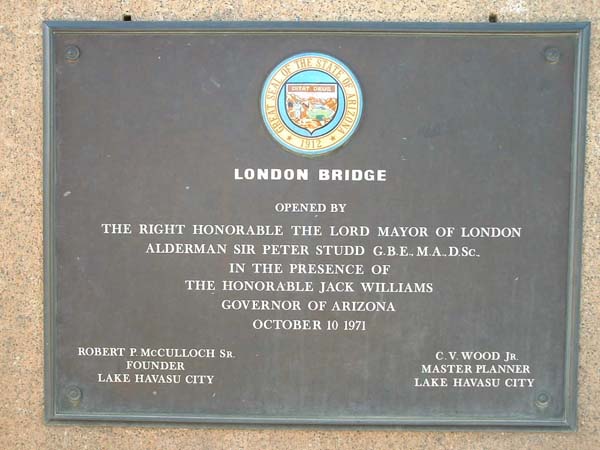 GREAT SEAL OF THE STATE OF ARIZONA
DITAT DEUS
1912
LONDON BRIDGE
OPENED BY
THE RIGHT HONORABLE THE LORD MAYOR OF LONDON
ALDERMAN SIR PETER STUDD G.B.E., M.A., D.Sc.,
IN THE PRESENCE OF
THE HONORABLE JACK WILLIAMS
GOVERNOR OF ARIZONA
OCTOBER 10 1971
ROBERT P. McCULLOCH Sr.
FOUNDER
LAKE HAVASU CITY
C. V. WOOD Jr.
MASTER PLANNER
LAKE HAVASU CITY